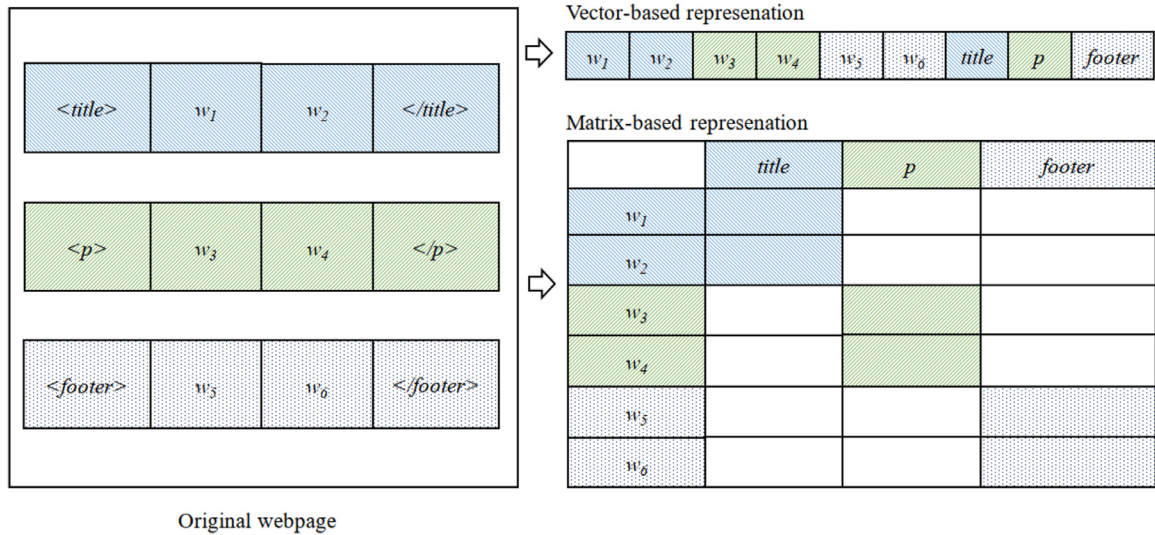 <title> w1 w2 </title>
<p> w3 w4 </p>
<footer> w5 w6 </footer>
Original webpage
Vector-based represenation
w1 w2 w3 w4 w5 w6 title p footer
Matrix-based represenation
title p footer
w1
w2
w3
w4
w5
w6